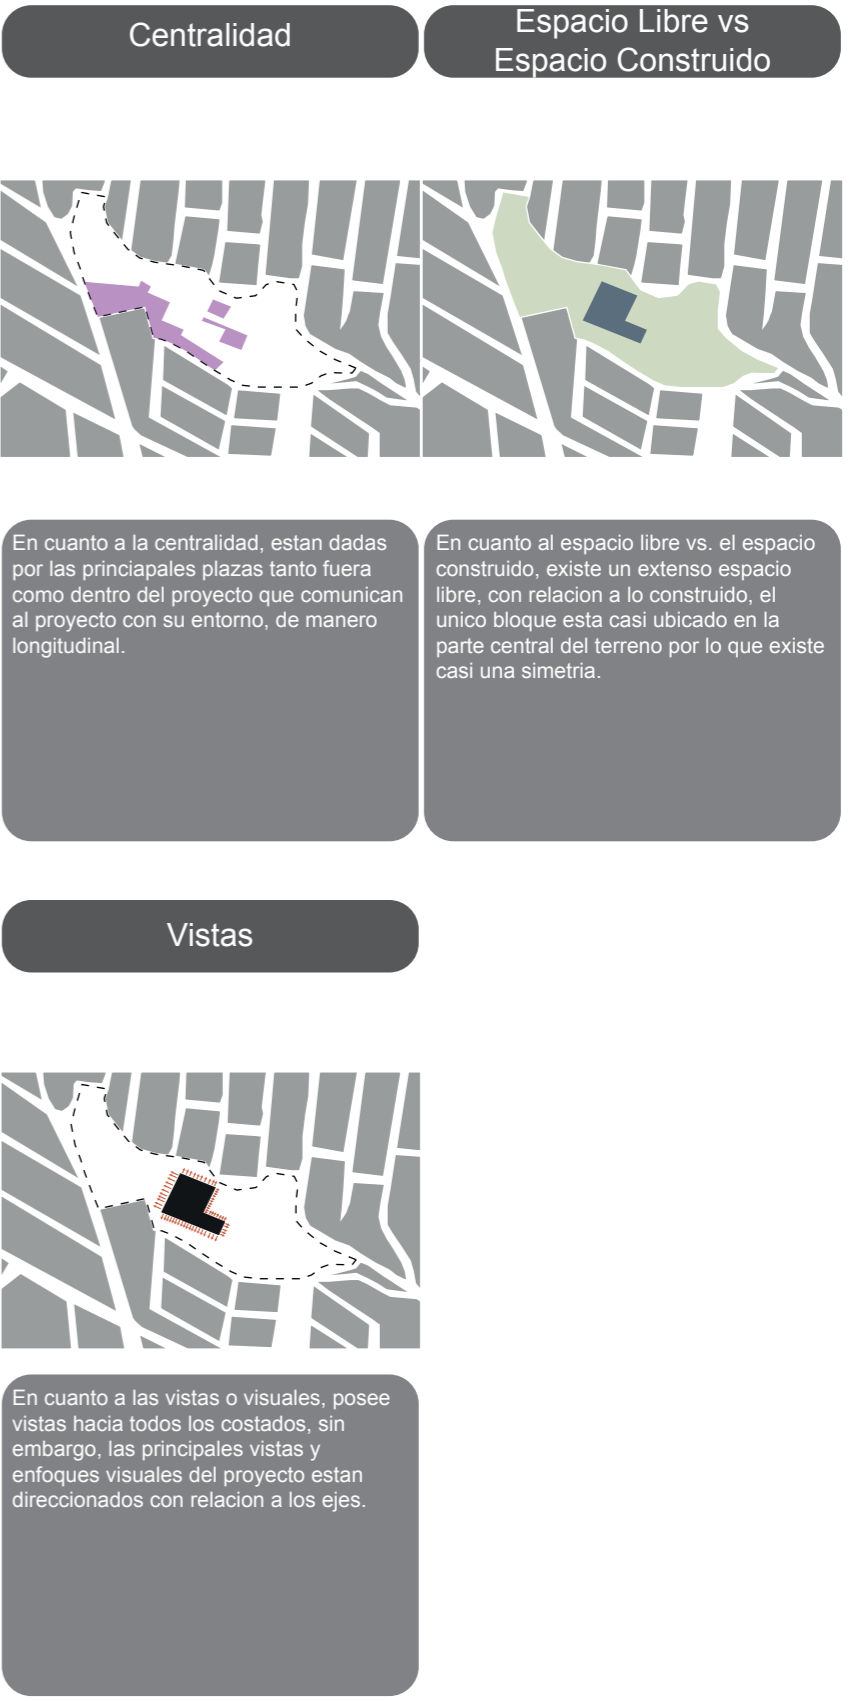 Centralidad
Espacio Libre vs
Espacio Construido
En cuanto a la centralidad, estan dadas
por las princiapales plazas tanto fuera
como dentro del proyecto que comunican
al proyecto con su entorno, de manero
longitudinal.
En cuanto al espacio libre vs. el espacio
construido, existe un extenso espacio
libre, con relacion a lo construido, el
unico bloque esta casi ubicado en la
parte central del terreno por lo que existe
casi una simetria.
Vistas
En cuanto a las vistas o visuales, posee
vistas hacia todos los costados, sin
embargo, las principales vistas y
enfoques visuales del proyecto estan
direccionados con relacion a los ejes.